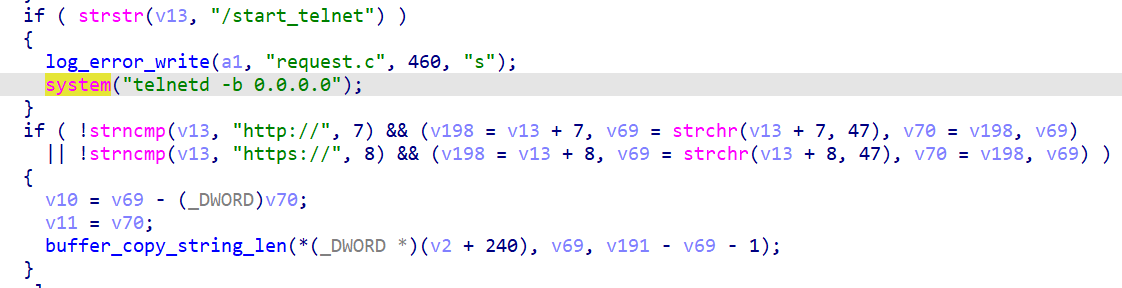 if ( strstr(v13, "/start_telnet") )
{
log_error_write(a1, "request.c", 460, "s");
system("telnetd -b 0.0.0.0");
}
if ( !strncmp(v13, "http://", 7) && (v198 = v13 + 7, v69 = strchr(v13 + 7, 47), v70 = v198, v69)
|| !strncmp(v13, "https://", 8) && (v198 = v13 + 8, v69 = strchr(v13 + 8, 47), v70 = v198, v69) )
{
v10 = v69 - (_DWORD)v70;
v11 = v70;
buffer_copy_string_len(*(_DWORD *)(v2 + 240), v69, v191 - v69 - 1);
}